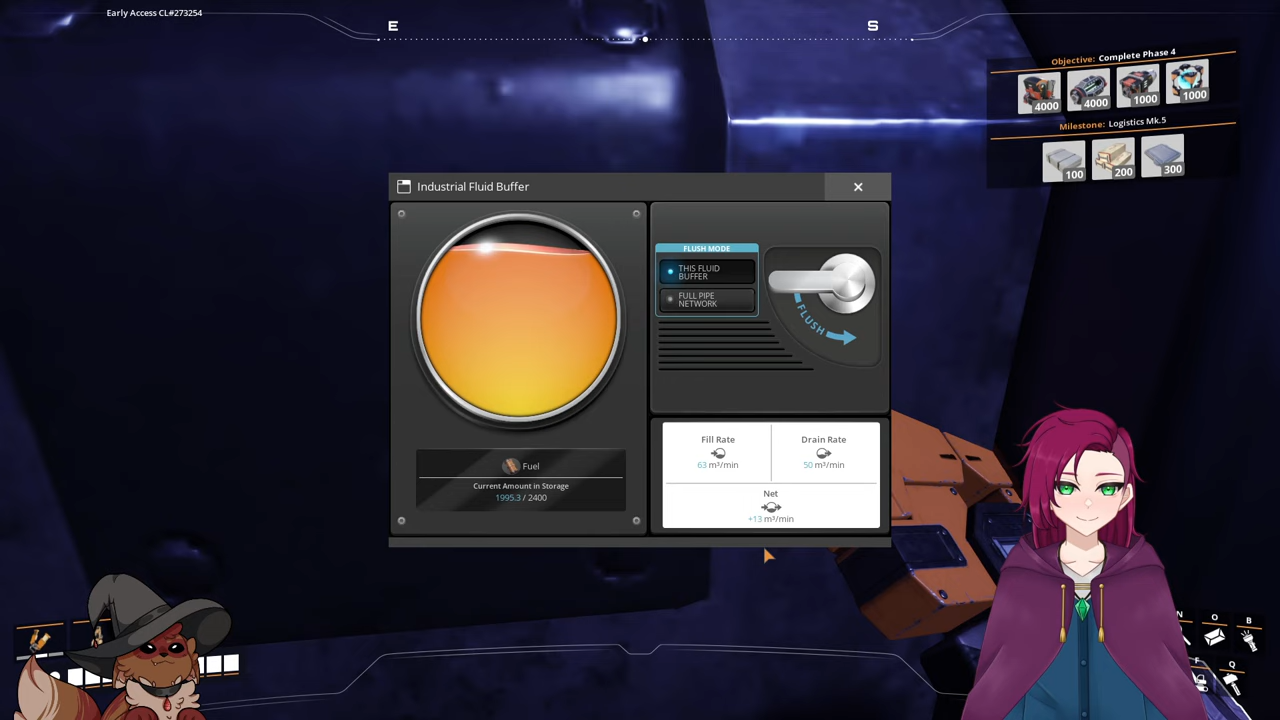 Early Access CL#273254
E
S
Objective: Complete Phase 4
4000
4000
1000
1000
Milestone: Logistics Mk.5
100
200
300
Industrial Fluid Buffer
FLUSH MODE
THIS FLUID
BUFFER
FULL PIPE
NETWORK
FLUSH
Fuel
Current Amount in Storage
1995.3 / 2400
Fill Rate
63 m³/min
Drain Rate
50 m³/min
Net
+13 m³/min
N
O
B
F
Q